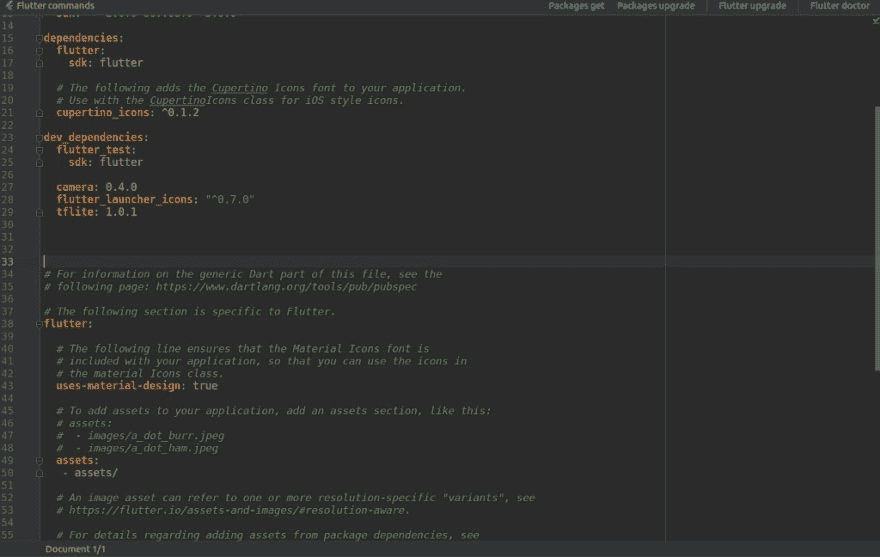 Flutter commands Packages get Packages upgrade Flutter upgrade Flutter doctor
14
15 dependencies:
16 flutter:
17 sdk: flutter
18
19 # The following adds the Cupertino Icons font to your application.
20 # Use with the CupertinoIcons class for iOS style icons.
21 cupertino_icons: ^0.1.2
22
23 dev_dependencies:
24 flutter_test:
25 sdk: flutter
26
27 camera: 0.4.0
28 flutter_launcher_icons: "^0.7.0"
29 tflite: 1.0.1
30
31
32
33
34 # For information on the generic Dart part of this file, see the
35 # following page: https://www.dartlang.org/tools/pub/pubspec
36
37 # The following section is specific to Flutter.
38 flutter:
39
40 # The following line ensures that the Material Icons font is
41 # included with your application, so that you can use the icons in
42 # the material Icons class.
43 uses-material-design: true
44
45 # To add assets to your application, add an assets section, like this:
46 # assets:
47 # - images/a_dot_burr.jpeg
48 # - images/a_dot_ham.jpeg
49 assets:
50 - assets/
51
52 # An image asset can refer to one or more resolution-specific "variants", see
53 # https://flutter.io/assets-and-images/#resolution-aware.
54
55 # For details regarding adding assets from package dependencies, see
Document 1/1